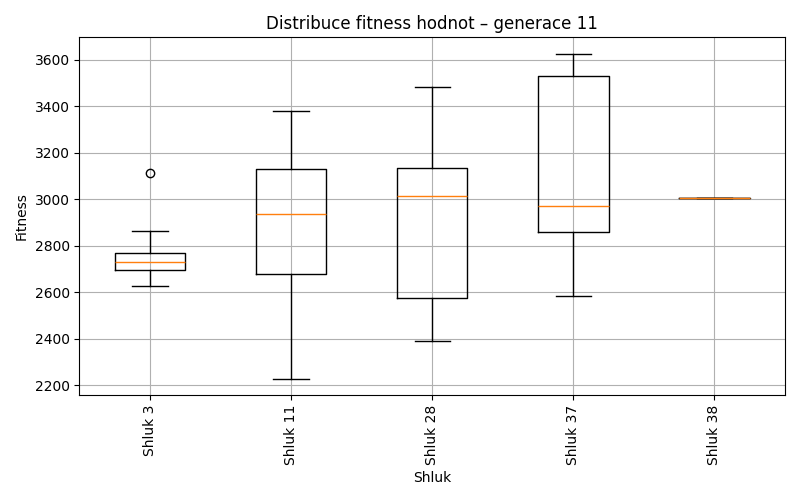 Distribuce fitness hodnot – generace 11
Fitness
3600
3400
3200
3000
2800
2600
2400
2200
Shluk 3
Shluk 11
Shluk 28
Shluk 37
Shluk 38
Shluk